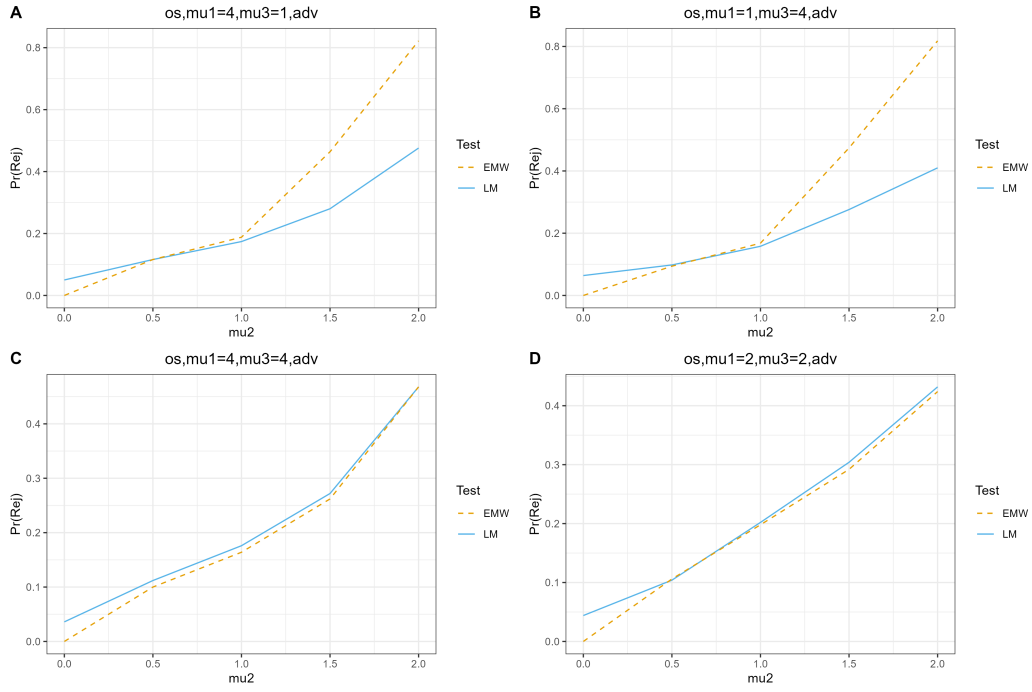 A
os,mu1=4,mu3=1,adv
Pr(Rej)
0.8
0.6
0.4
0.2
0.0
0.0 0.5 1.0 1.5 2.0
mu2
Test
EMW
LM
B
os,mu1=1,mu3=4,adv
Pr(Rej)
0.8
0.6
0.4
0.2
0.0
0.0 0.5 1.0 1.5 2.0
mu2
Test
EMW
LM
C
os,mu1=4,mu3=4,adv
Pr(Rej)
0.4
0.3
0.2
0.1
0.0
0.0 0.5 1.0 1.5 2.0
mu2
Test
EMW
LM
D
os,mu1=2,mu3=2,adv
Pr(Rej)
0.4
0.3
0.2
0.1
0.0
0.0 0.5 1.0 1.5 2.0
mu2
Test
EMW
LM